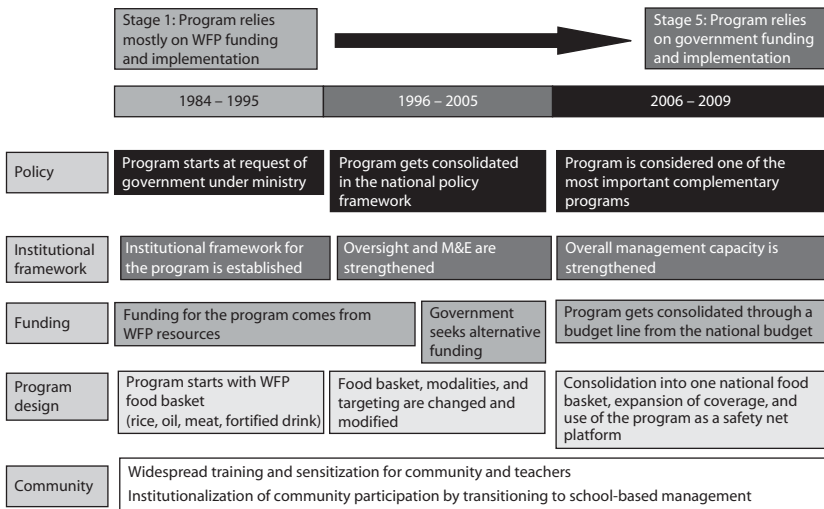 Stage 1: Program relies
mostly on WFP funding
and implementation
Stage 5: Program relies
on government funding
and implementation
1984 – 1995
1996 – 2005
2006 – 2009
Policy
Program starts at request of
government under ministry
Program gets consolidated
in the national policy
framework
Program is considered one of the
most important complementary
programs
Institutional
framework
Institutional framework for
the program is established
Oversight and M&E are
strengthened
Overall management capacity is
strengthened
Funding
Funding for the program comes from
WFP resources
Government
seeks alternative
funding
Program gets consolidated through a
budget line from the national budget
Program
design
Program starts with WFP
food basket
(rice, oil, meat, fortified drink)
Food basket, modalities, and
targeting are changed and
modified
Consolidation into one national food
basket, expansion of coverage, and
use of the program as a safety net
platform
Community
Widespread training and sensitization for community and teachers
Institutionalization of community participation by transitioning to school-based management